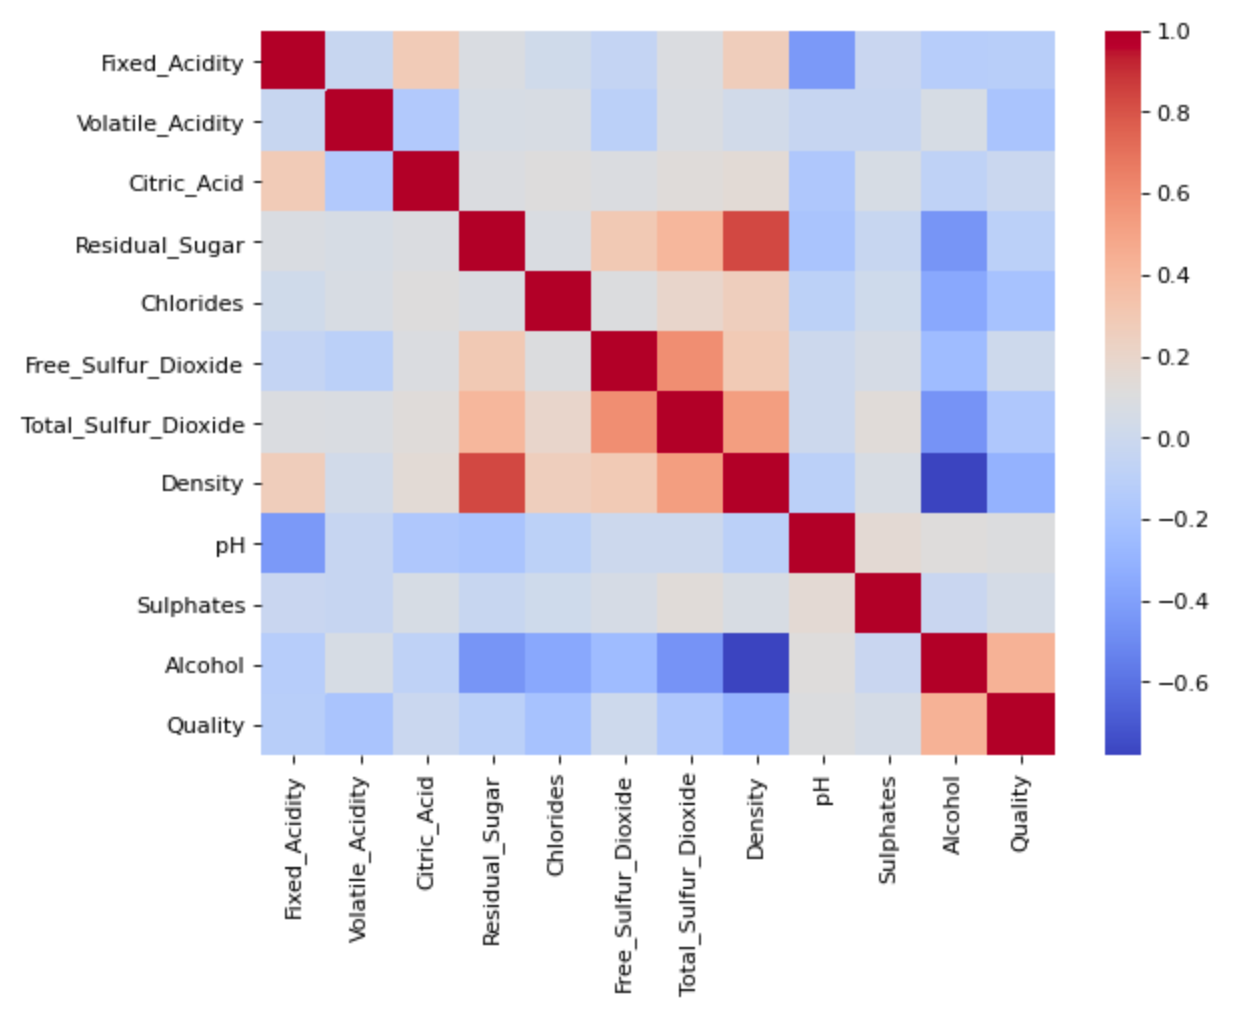 Fixed_Acidity
Volatile_Acidity
Citric_Acid
Residual_Sugar
Chlorides
Free_Sulfur_Dioxide
Total_Sulfur_Dioxide
Density
pH
Sulphates
Alcohol
Quality
Fixed_Acidity
Volatile_Acidity
Citric_Acid
Residual_Sugar
Chlorides
Free_Sulfur_Dioxide
Total_Sulfur_Dioxide
Density
pH
Sulphates
Alcohol
Quality
1.0
0.8
0.6
0.4
0.2
0.0
−0.2
−0.4
−0.6